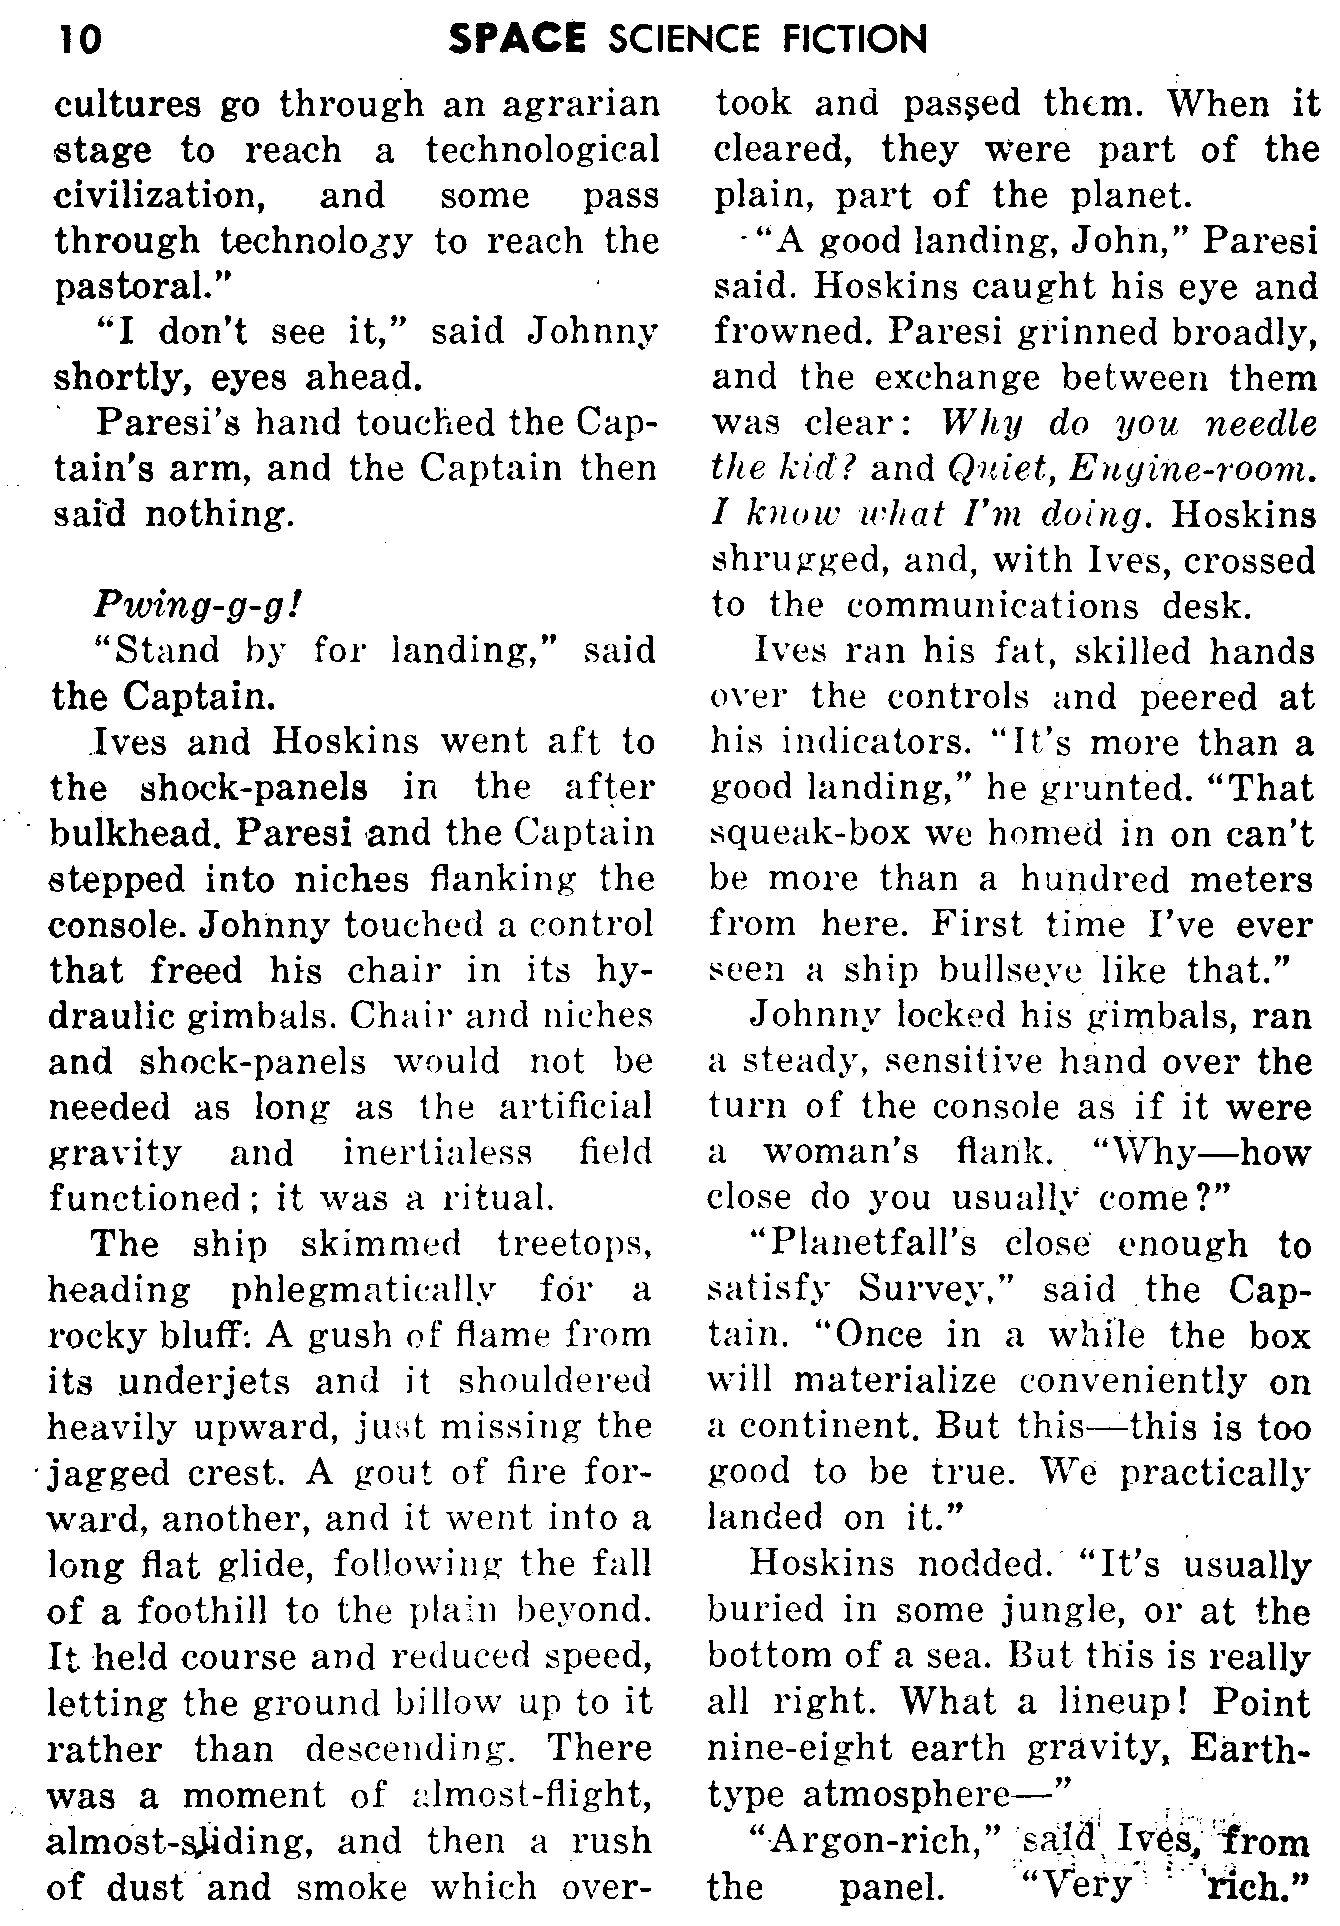 10 SPACE SCIENCE FICTION
cultures go through an agrarian
stage to reach a technological
civilization, and some pass
through technology to reach the
pastoral."
"I don't see it," said Johnny
shortly, eyes ahead.
Paresi's hand touched the Cap-
tain's arm, and the Captain then
said nothing.
Pwing-g-g!
"Stand by for landing," said
the Captain.
Ives and Hoskins went aft to
the shock-panels in the after
bulkhead. Paresi and the Captain
stepped into niches flanking the
console. Johnny touched a control
that freed his chair in its hy-
draulic gimbals. Chair and niches
and shock-panels would not be
needed as long as the artificial
gravity and inertialess field
functioned; it was a ritual.
The ship skimmed treetops,
heading phlegmatically for a
rocky bluff. A gush of flame from
its underjets and it shouldered
heavily upward, just missing the
jagged crest. A gout of fire for-
ward, another, and it went into a
long flat glide, following the fall
of a foothill to the plain beyond.
It held course and reduced speed,
letting the ground billow up to it
rather than descending. There
was a moment of almost-flight,
almost-sliding, and then a rush
of dust and smoke which over-
took and passed them. When it
cleared, they were part of the
plain, part of the planet.
"A good landing, John," Paresi
said. Hoskins caught his eye and
frowned. Paresi grinned broadly,
and the exchange between them
was clear: Why do you needle
the kid? and Quiet, Engine-room.
I know what I'm doing. Hoskins
shrugged, and, with Ives, crossed
to the communications desk.
Ives ran his fat, skilled hands
over the controls and peered at
his indicators. "It's more than a
good landing," he grunted. "That
squeak-box we homed in on can't
be more than a hundred meters
from here. First time I've ever
seen a ship bullseye like that."
Johnny locked his gimbals, ran
a steady, sensitive hand over the
turn of the console as if it were
a woman's flank. "Why—how
close do you usually come?"
"Planetfall's close enough to
satisfy Survey," said the Cap-
tain. "Once in a while the box
will materialize conveniently on
a continent. But this—this is too
good to be true. We practically
landed on it."
Hoskins nodded. "It's usually
buried in some jungle, or at the
bottom of a sea. But this is really
all right. What a lineup! Point
nine-eight earth gravity, Earth-
type atmosphere—"
"Argon-rich," said Ives, from
the panel. "Very rich."